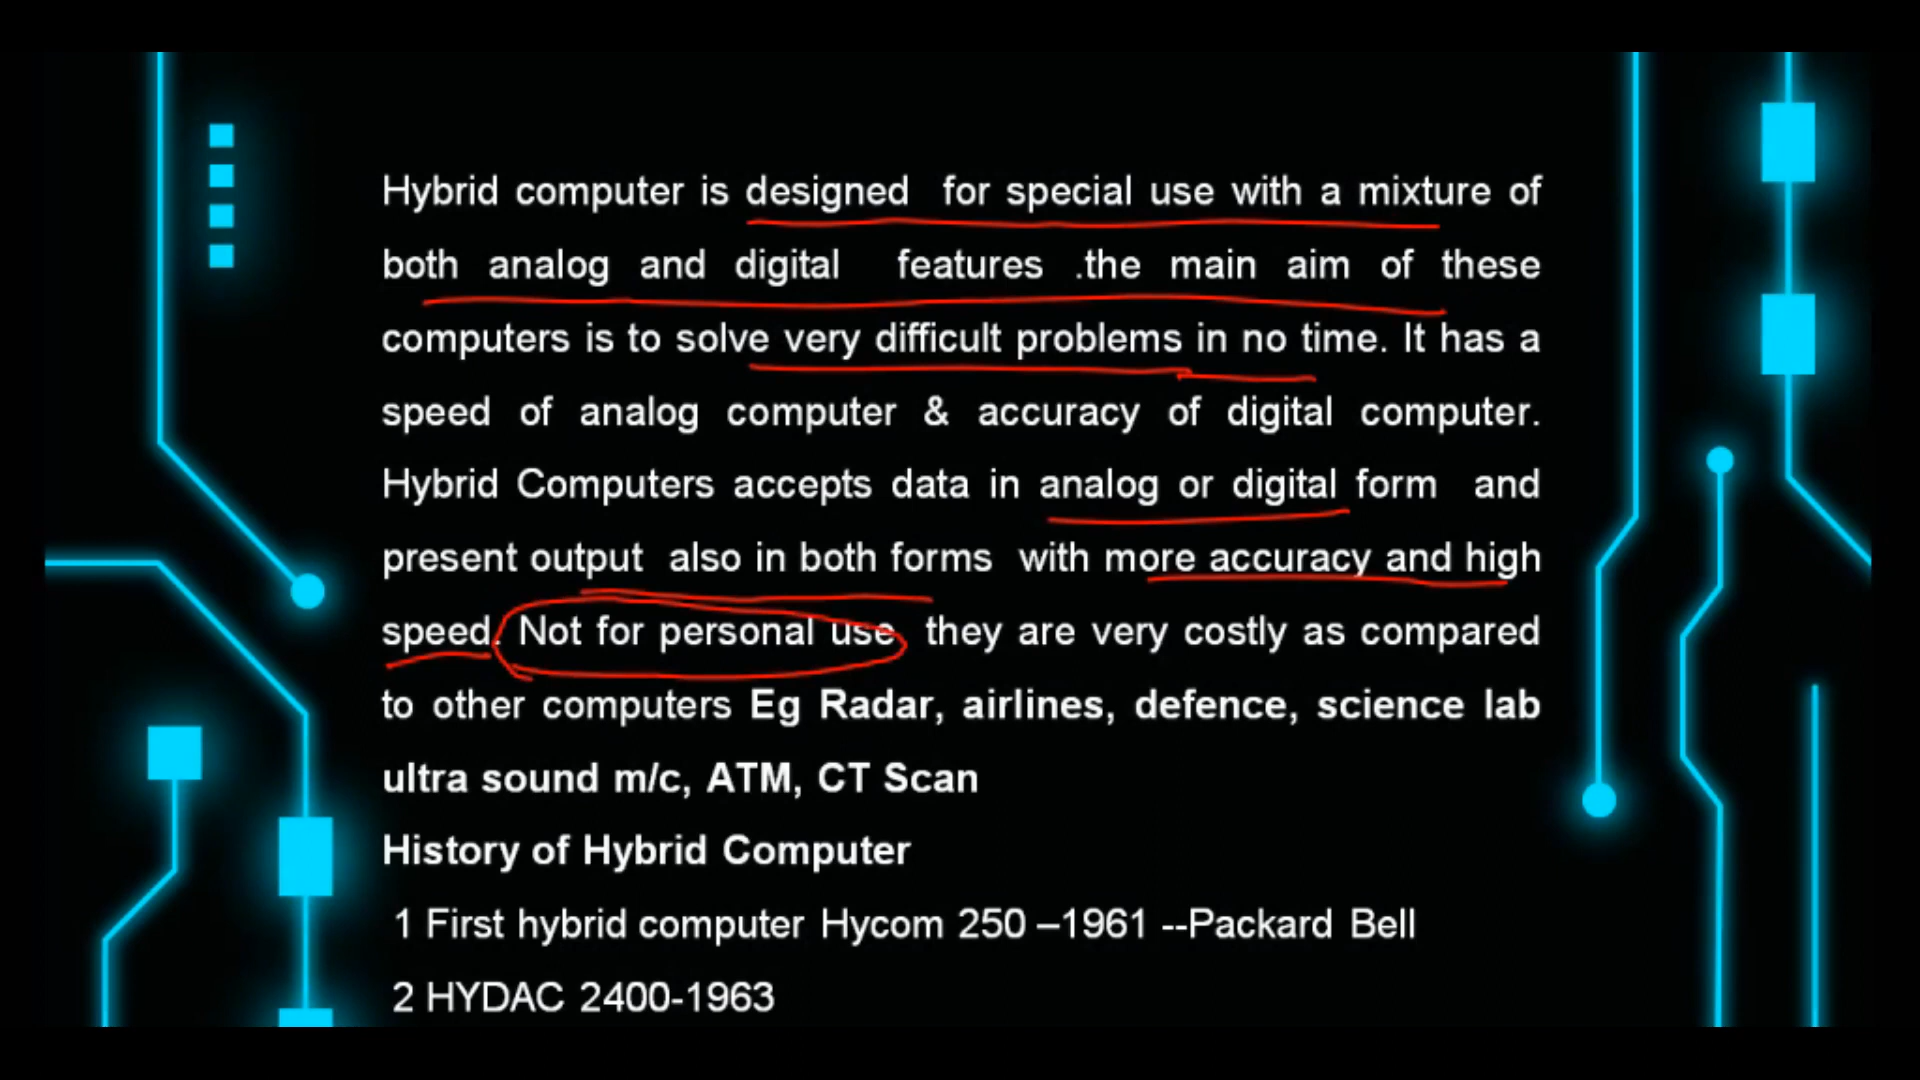 Hybrid computer is designed for special use with a mixture of
both analog and digital features .the main aim of these
computers is to solve very difficult problems in no time. It has a
speed of analog computer & accuracy of digital computer.
Hybrid Computers accepts data in analog or digital form and
present output also in both forms with more accuracy and high
speed. Not for personal use they are very costly as compared
to other computers Eg Radar, airlines, defence, science lab
ultra sound m/c, ATM, CT Scan
History of Hybrid Computer
1 First hybrid computer Hycom 250 –1961 --Packard Bell
2 HYDAC 2400-1963